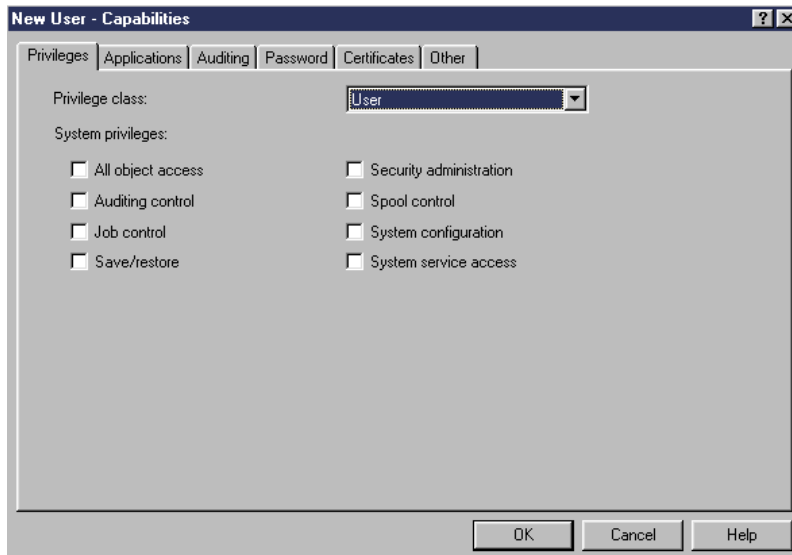 New User - Capabilities
Privileges Applications Auditing Password Certificates Other
Privilege class: User
System privileges:
All object access Security administration
Auditing control Spool control
Job control System configuration
Save/restore System service access
OK Cancel Help